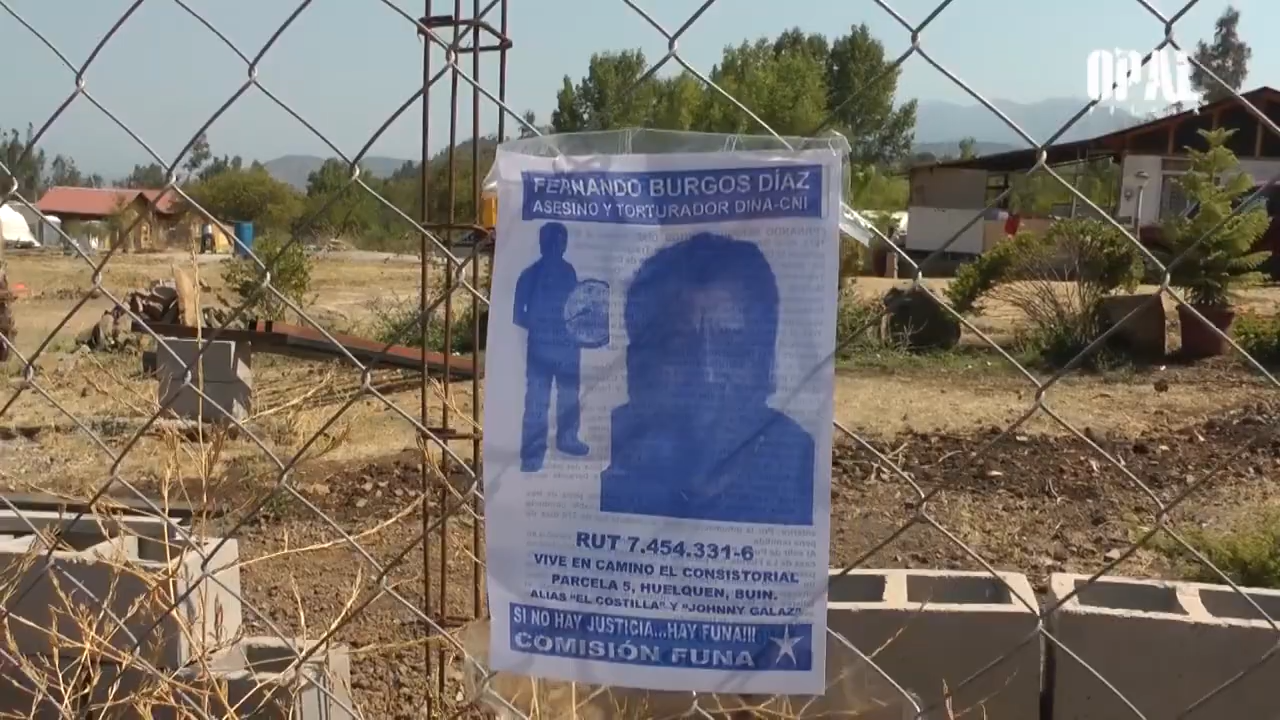 OPAL
FERNANDO BURGOS DÍAZ
ASESINO Y TORTURADOR DINA-CNI
RUT 7.454.331-6
VIVE EN CAMINO EL CONSISTORIAL
PARCELA 5, HUELQUEN, BUIN.
ALIAS "EL COSTILLA" Y "JOHNNY GALAZ"
SI NO HAY JUSTICIA...HAY FUNA!!!
COMISIÓN FUNA